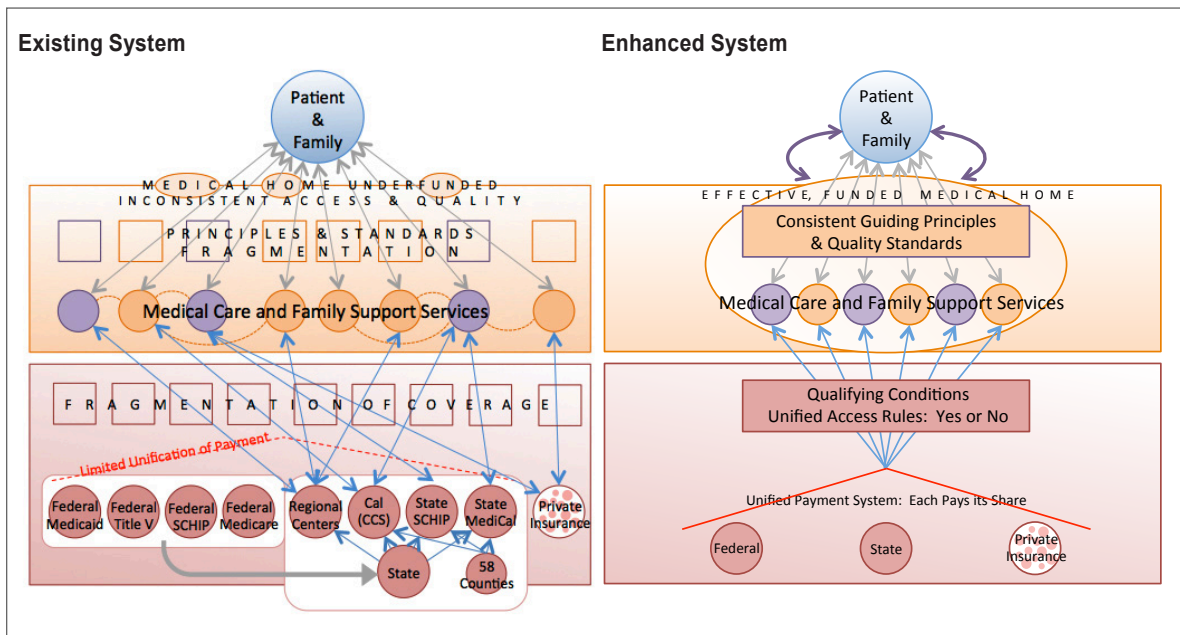 Existing System
Patient
&
Family
MEDICAL HOME UNDERFUNDED
INCONSISTENT ACCESS & QUALITY
PRINCIPLES & STANDARDS
FRAGMENTATION
Medical Care and Family Support Services
FRAGMENTATION OF COVERAGE
Limited Unification of Payment
Federal
Medicaid
Federal
Title V
Federal
SCHIP
Federal
Medicare
Regional
Centers
Cal
(CCS)
State
SCHIP
State
MediCal
Private
Insurance
State
58
Counties
Enhanced System
Patient
&
Family
EFFECTIVE, FUNDED MEDICAL HOME
Consistent Guiding Principles
& Quality Standards
Medical Care and Family Support Services
Qualifying Conditions
Unified Access Rules: Yes or No
Unified Payment System: Each Pays its Share
Federal
State
Private
Insurance